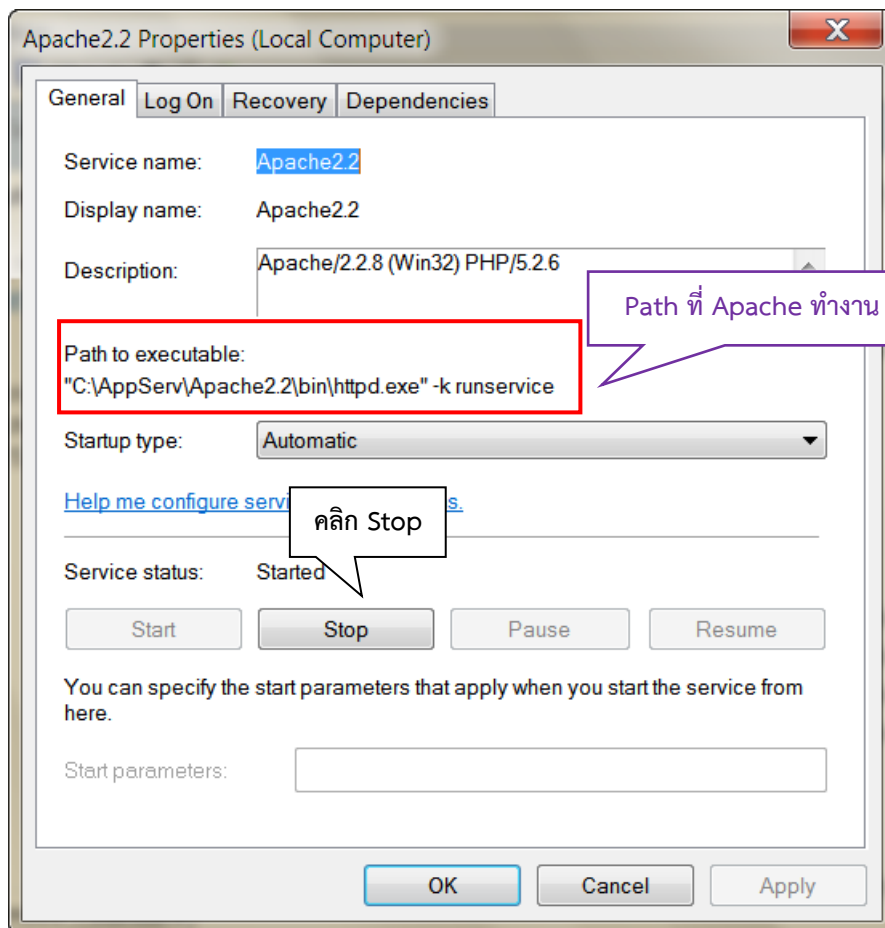 Apache2.2 Properties (Local Computer)
General Log On Recovery Dependencies
Service name: Apache2.2
Display name: Apache2.2
Description: Apache/2.2.8 (Win32) PHP/5.2.6
Path ที่ Apache ทำงาน
Path to executable:
"C:\AppServ\Apache2.2\bin\httpd.exe" -k runservice
Startup type: Automatic
Help me configure
คลิก Stop
Service status: Started
Start Stop Pause Resume
You can specify the start parameters that apply when you start the service from
here.
Start parameters:
OK Cancel Apply